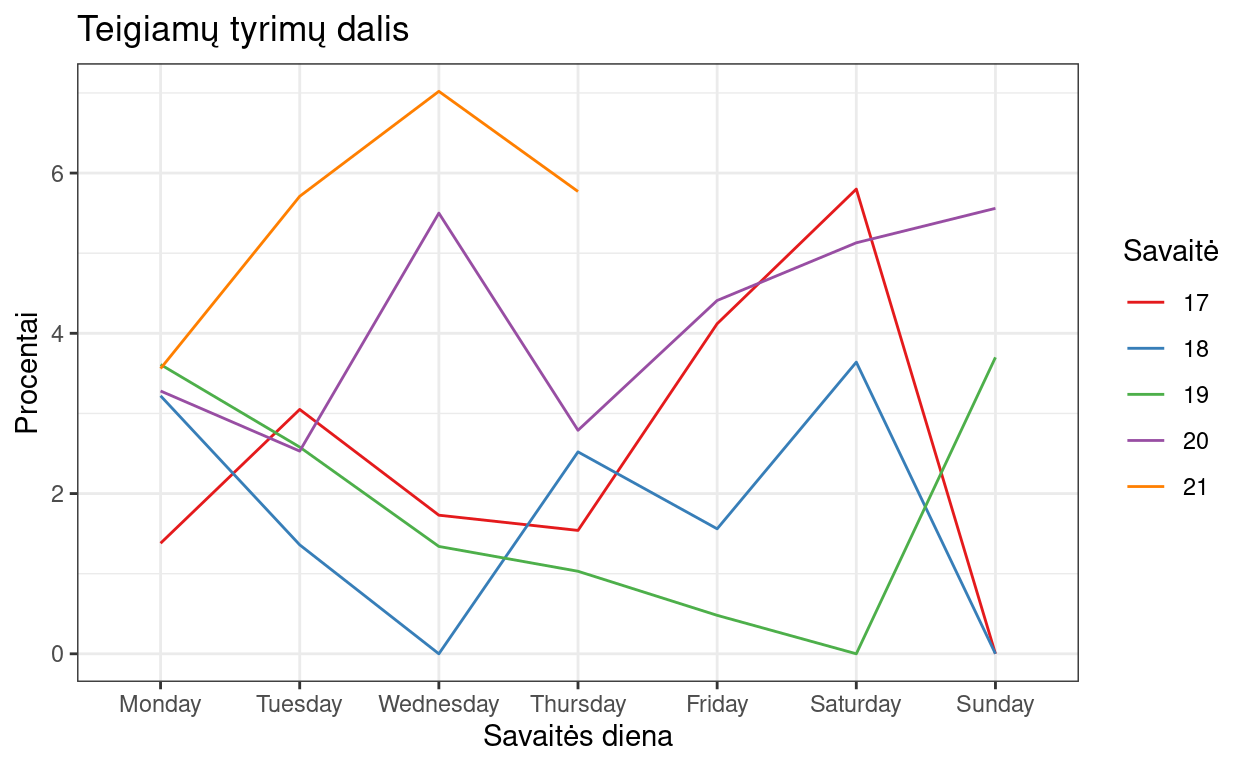 Teigiamų tyrimų dalis
Procentai
6
4
2
0
Monday Tuesday Wednesday Thursday Friday Saturday Sunday
Savaitės diena
Savaitė
17
18
19
20
21